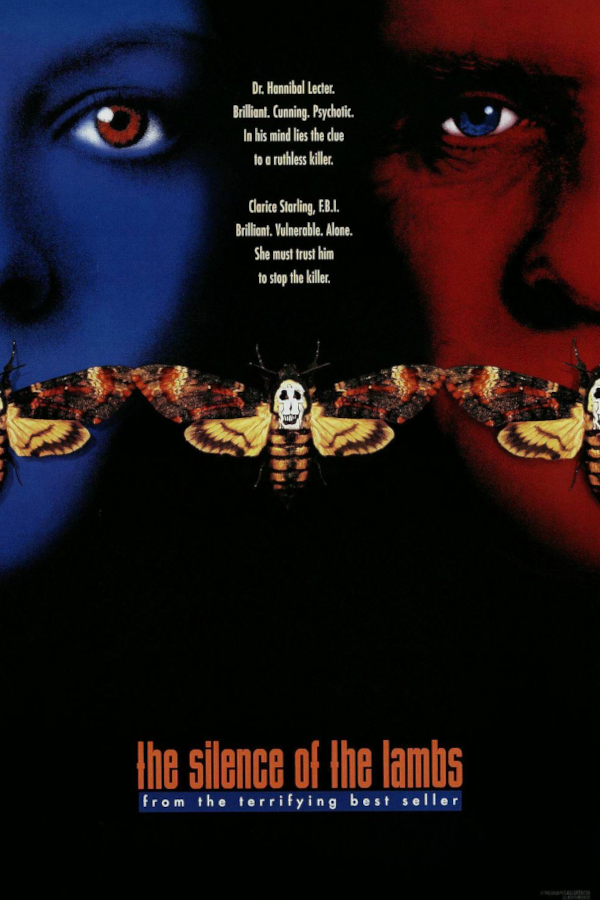 Dr. Hannibal Lecter.
Brilliant. Cunning. Psychotic.
In his mind lies the clue
to a ruthless killer.
Clarice Starling, F.B.I.
Brilliant. Vulnerable. Alone.
She must trust him
to stop the killer.
the silence of the lambs
from the terrifying best seller